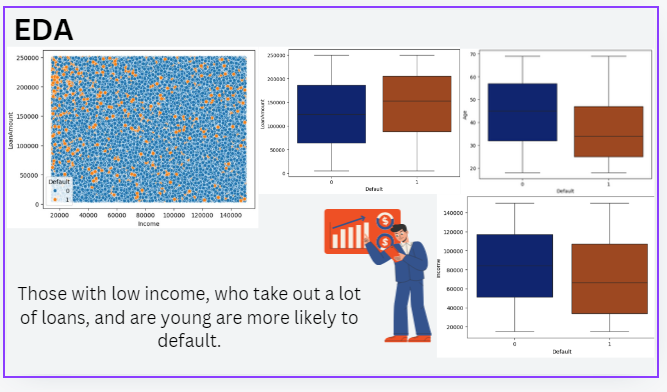 EDA
250000
200000
150000
100000
50000
0
LoanAmount
Default
0
1
20000 40000 60000 80000 100000 120000 140000
Income
250000
200000
150000
100000
50000
0
LoanAmount
0 1
Default
70
60
50
40
30
20
Age
0 1
Default
140000
120000
100000
80000
60000
40000
20000
Income
0 1
Default
$
$
Those with low income, who take out a lot
of loans, and are young are more likely to
default.